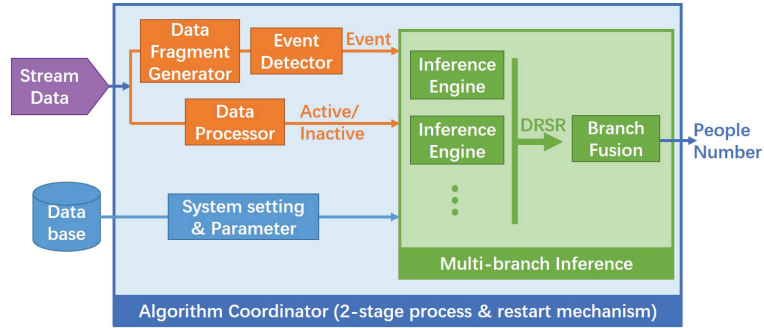 Stream
Data
Data
Fragment
Generator
Event
Detector
Event
Data
Processor
Active/
Inactive
Data
base
System setting
& Parameter
Inference
Engine
Inference
Engine
DRSR
Branch
Fusion
People
Number
Multi-branch Inference
Algorithm Coordinator (2-stage process & restart mechanism)